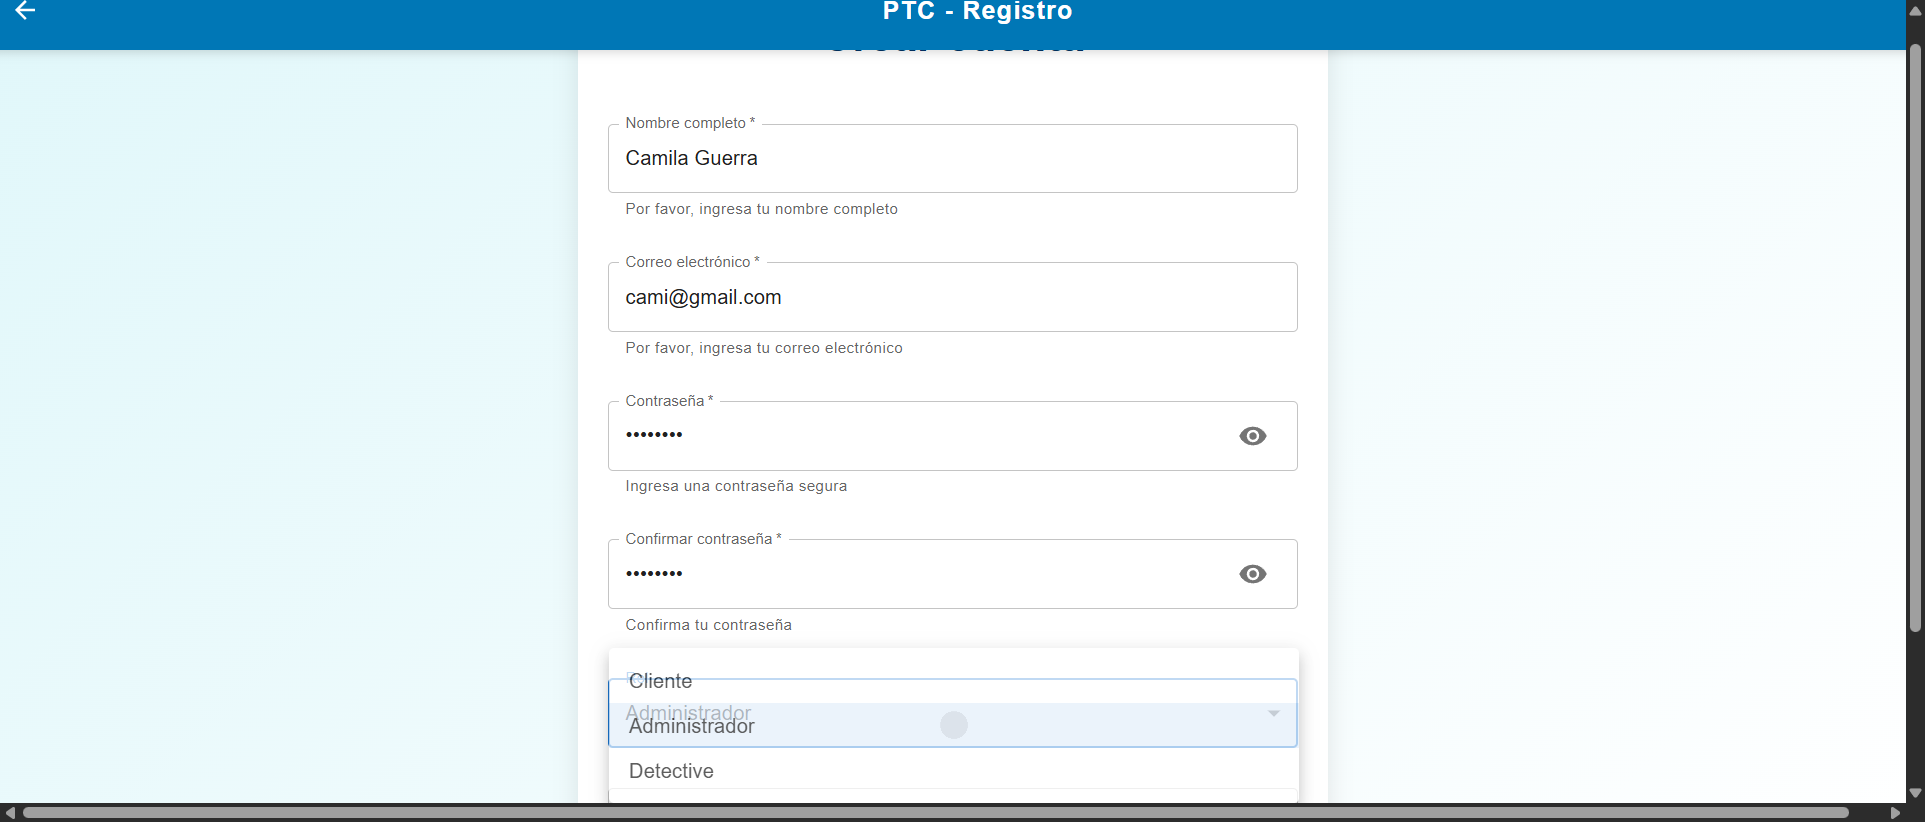 PTC - Registro
Nombre completo *
Camila Guerra
Por favor, ingresa tu nombre completo
Correo electrónico *
cami@gmail.com
Por favor, ingresa tu correo electrónico
Contraseña *
••••••••
Ingresa una contraseña segura
Confirmar contraseña *
••••••••
Confirma tu contraseña
Cliente
Administrador
Administrador
Detective